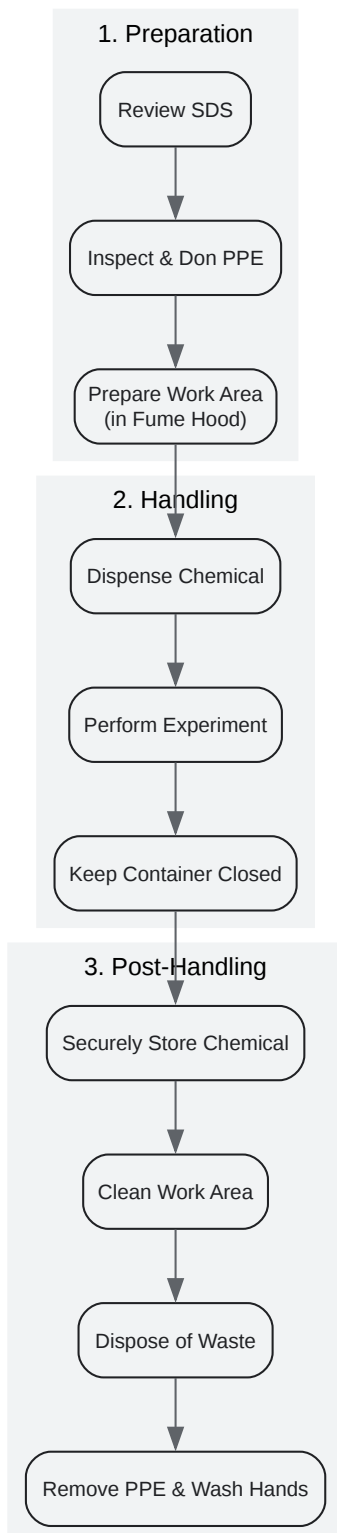 1. Preparation
Review SDS
Inspect & Don PPE
Prepare Work Area
(in Fume Hood)
2. Handling
Dispense Chemical
Perform Experiment
Keep Container Closed
3. Post-Handling
Securely Store Chemical
Clean Work Area
Dispose of Waste
Remove PPE & Wash Hands